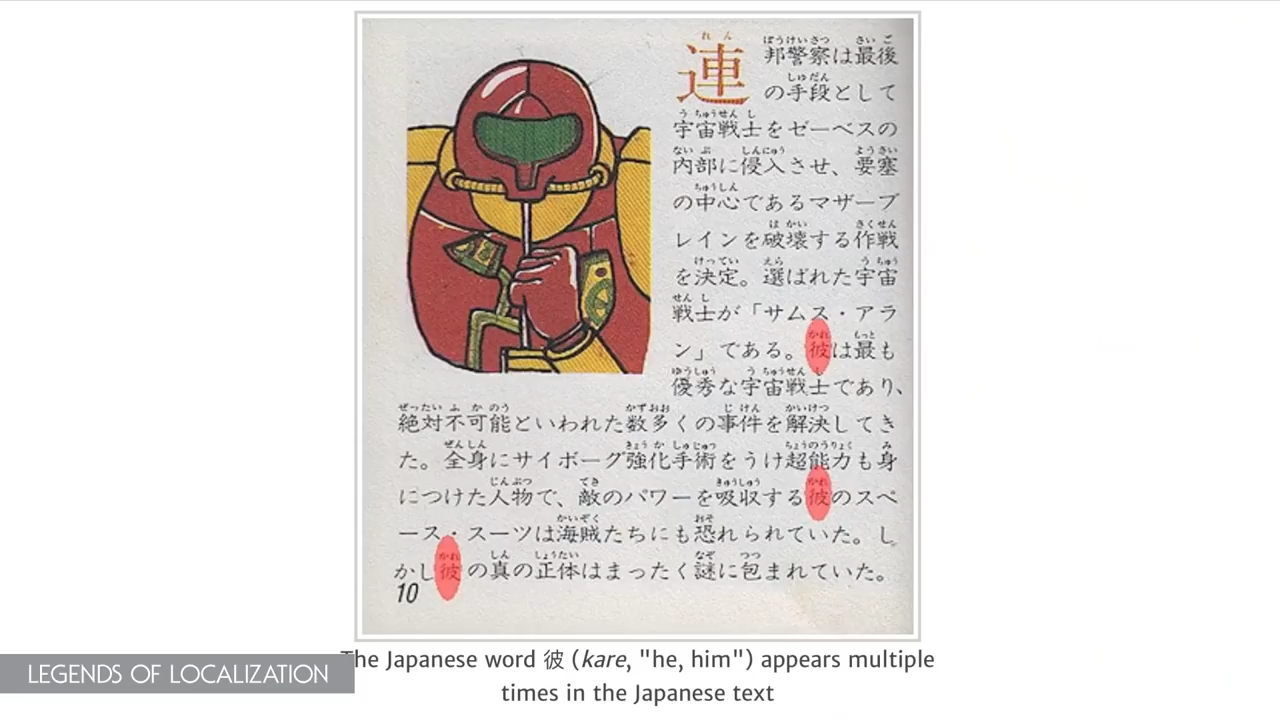 連邦警察は最後
の手段として
宇宙戦士をゼーベスの
内部に侵入させ、要塞
の中心であるマザーブ
レインを破壊する作戦
を決定。選ばれた宇宙
戦士が「サムス・アラ
ン」である。彼は最も
優秀な宇宙戦士であり、
絶対不可能といわれた数多くの事件を解決してき
た。全身にサイボーグ強化手術をうけ超能力も身
につけた人物で、敵のパワーを吸収する彼のスペ
ース・スーツは海賊たちにも恐れられていた。し
かし彼の真の正体はまったく謎に包まれていた。
10
The Japanese word 彼 (kare, "he, him") appears multiple
times in the Japanese text
LEGENDS OF LOCALIZATION